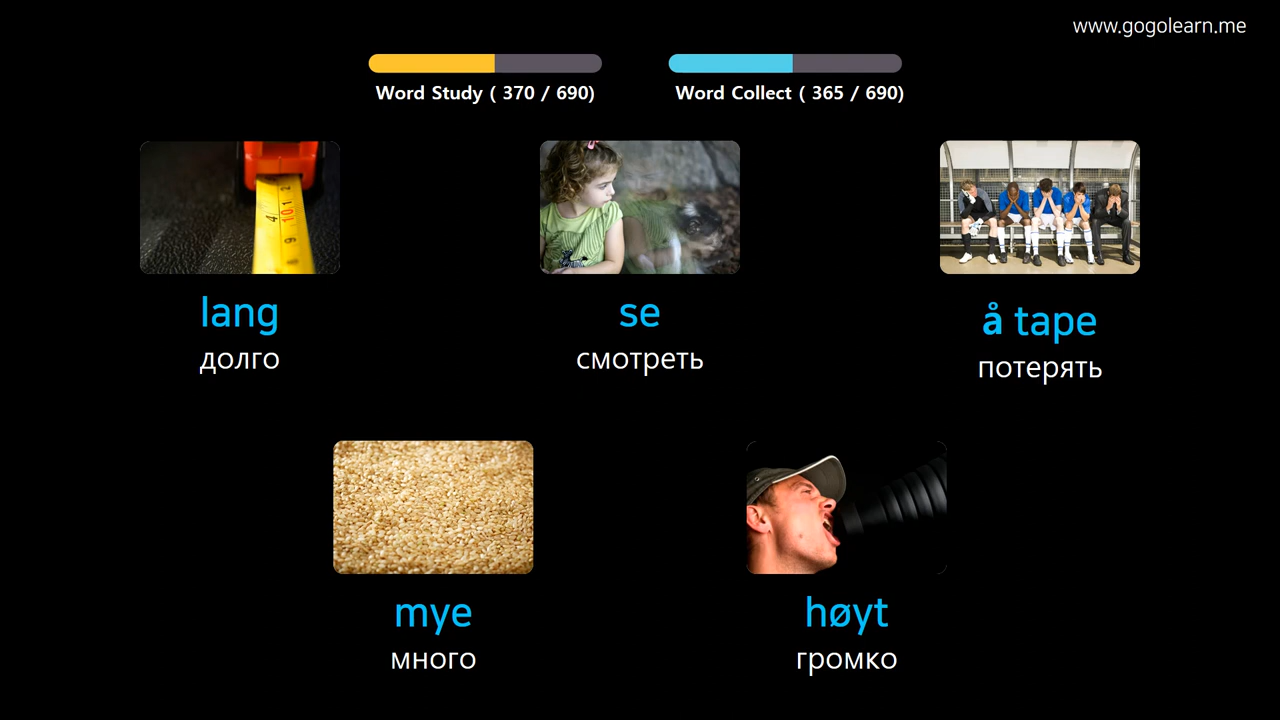 www.gogolearn.me
Word Study ( 370 / 690)
Word Collect ( 365 / 690)
lang
долго
se
смотреть
å tape
потерять
mye
много
høyt
громко